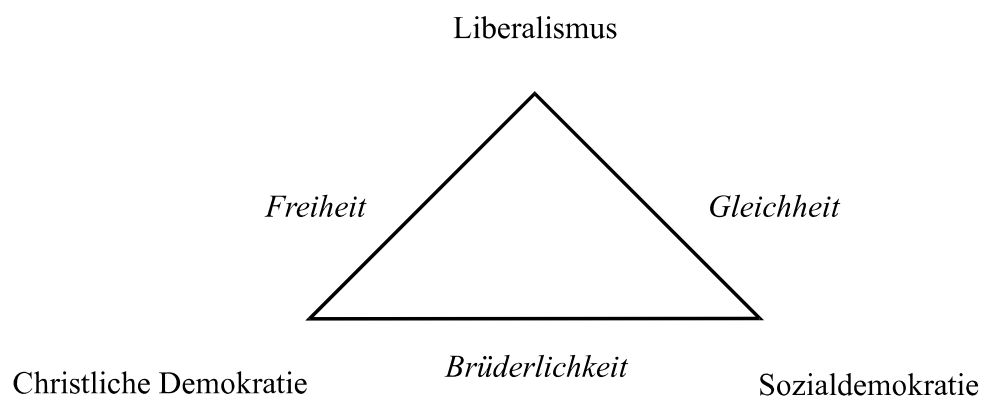 Liberalismus
Freiheit
Gleichheit
Brüderlichkeit
Christliche Demokratie
Sozialdemokratie